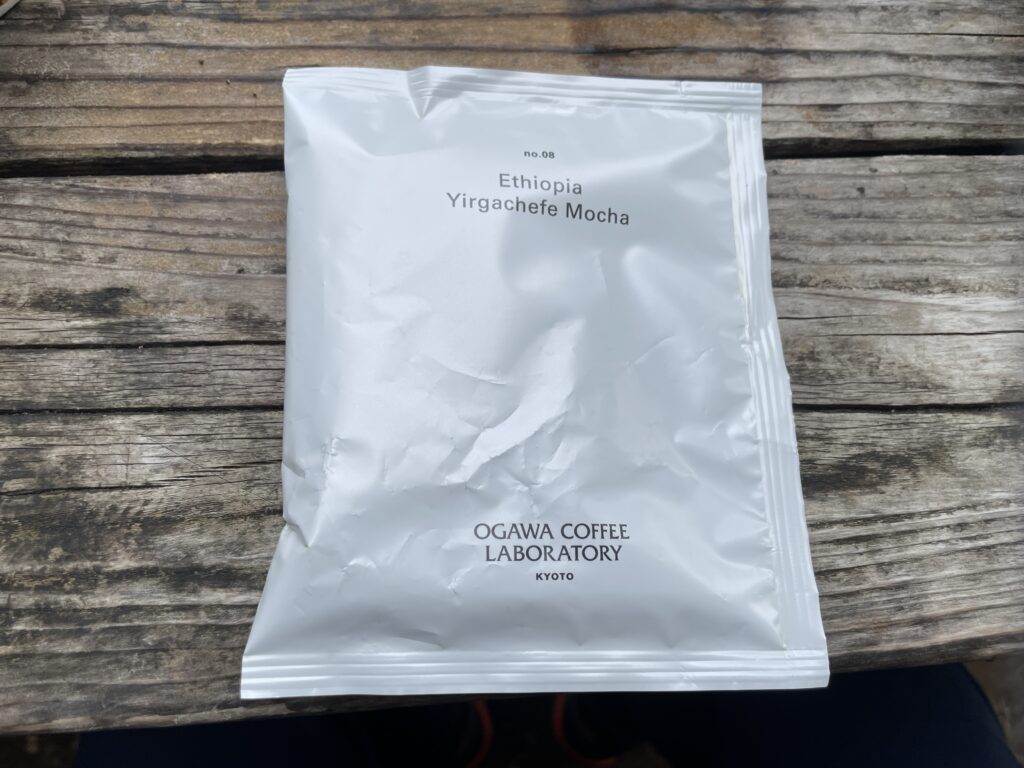 no.08
Ethiopia
Yirgachefe Mocha
OGAWA COFFEE
LABORATORY
KYOTO